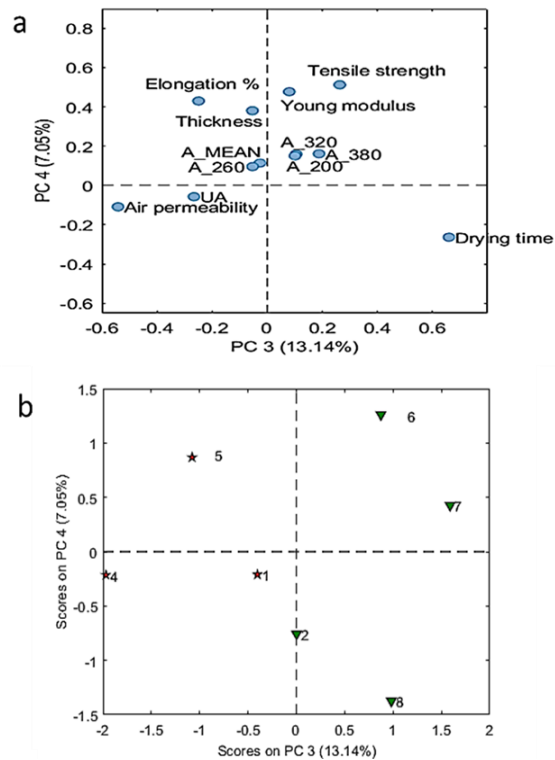 a
0.8
0.6
0.4
0.2
0
-0.2
-0.4
-0.6
PC 4 (7.05%)
Tensile strength
Elongation %
Young modulus
Thickness
A_320
A_MEAN
A_380
A_260
A_200
UA
Air permeability
Drying time
-0.6 -0.4 -0.2 0 0.2 0.4 0.6
PC 3 (13.14%)
b
1.5
1
0.5
0
-0.5
-1
-1.5
Scores on PC 4 (7.05%)
6
5
7
4
1
2
8
-2 -1.5 -1 -0.5 0 0.5 1 1.5 2
Scores on PC 3 (13.14%)